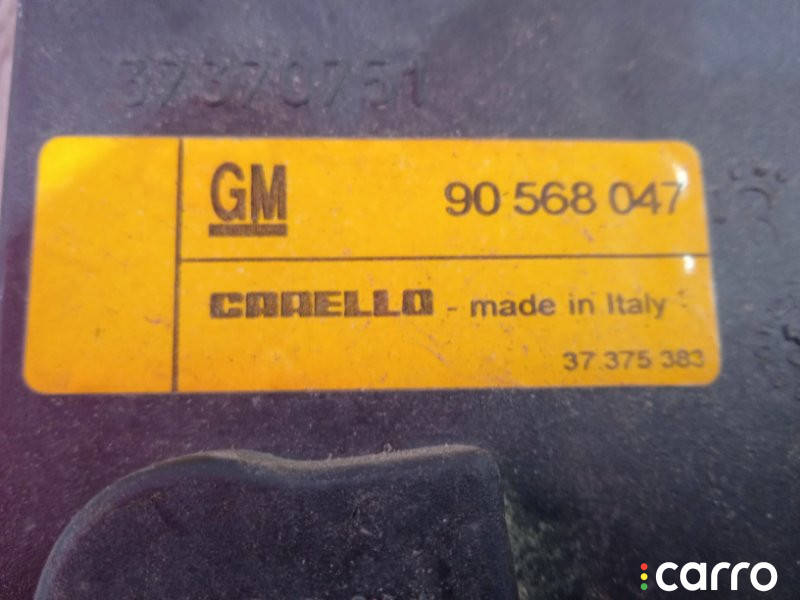 37370751
GM 90 568 047
CARELLO - made in Italy
37 375 383
carro